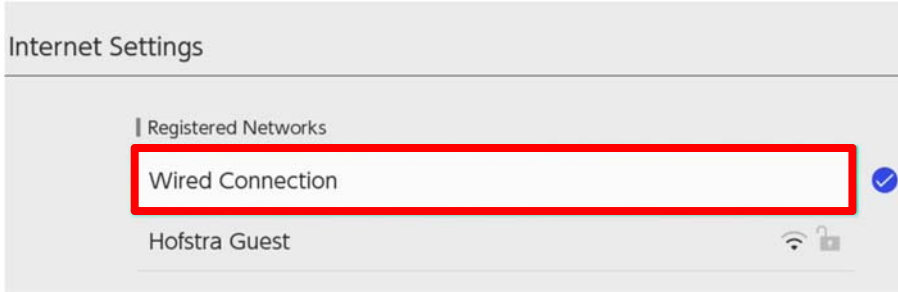 Internet Settings
Registered Networks
Wired Connection
Hofstra Guest